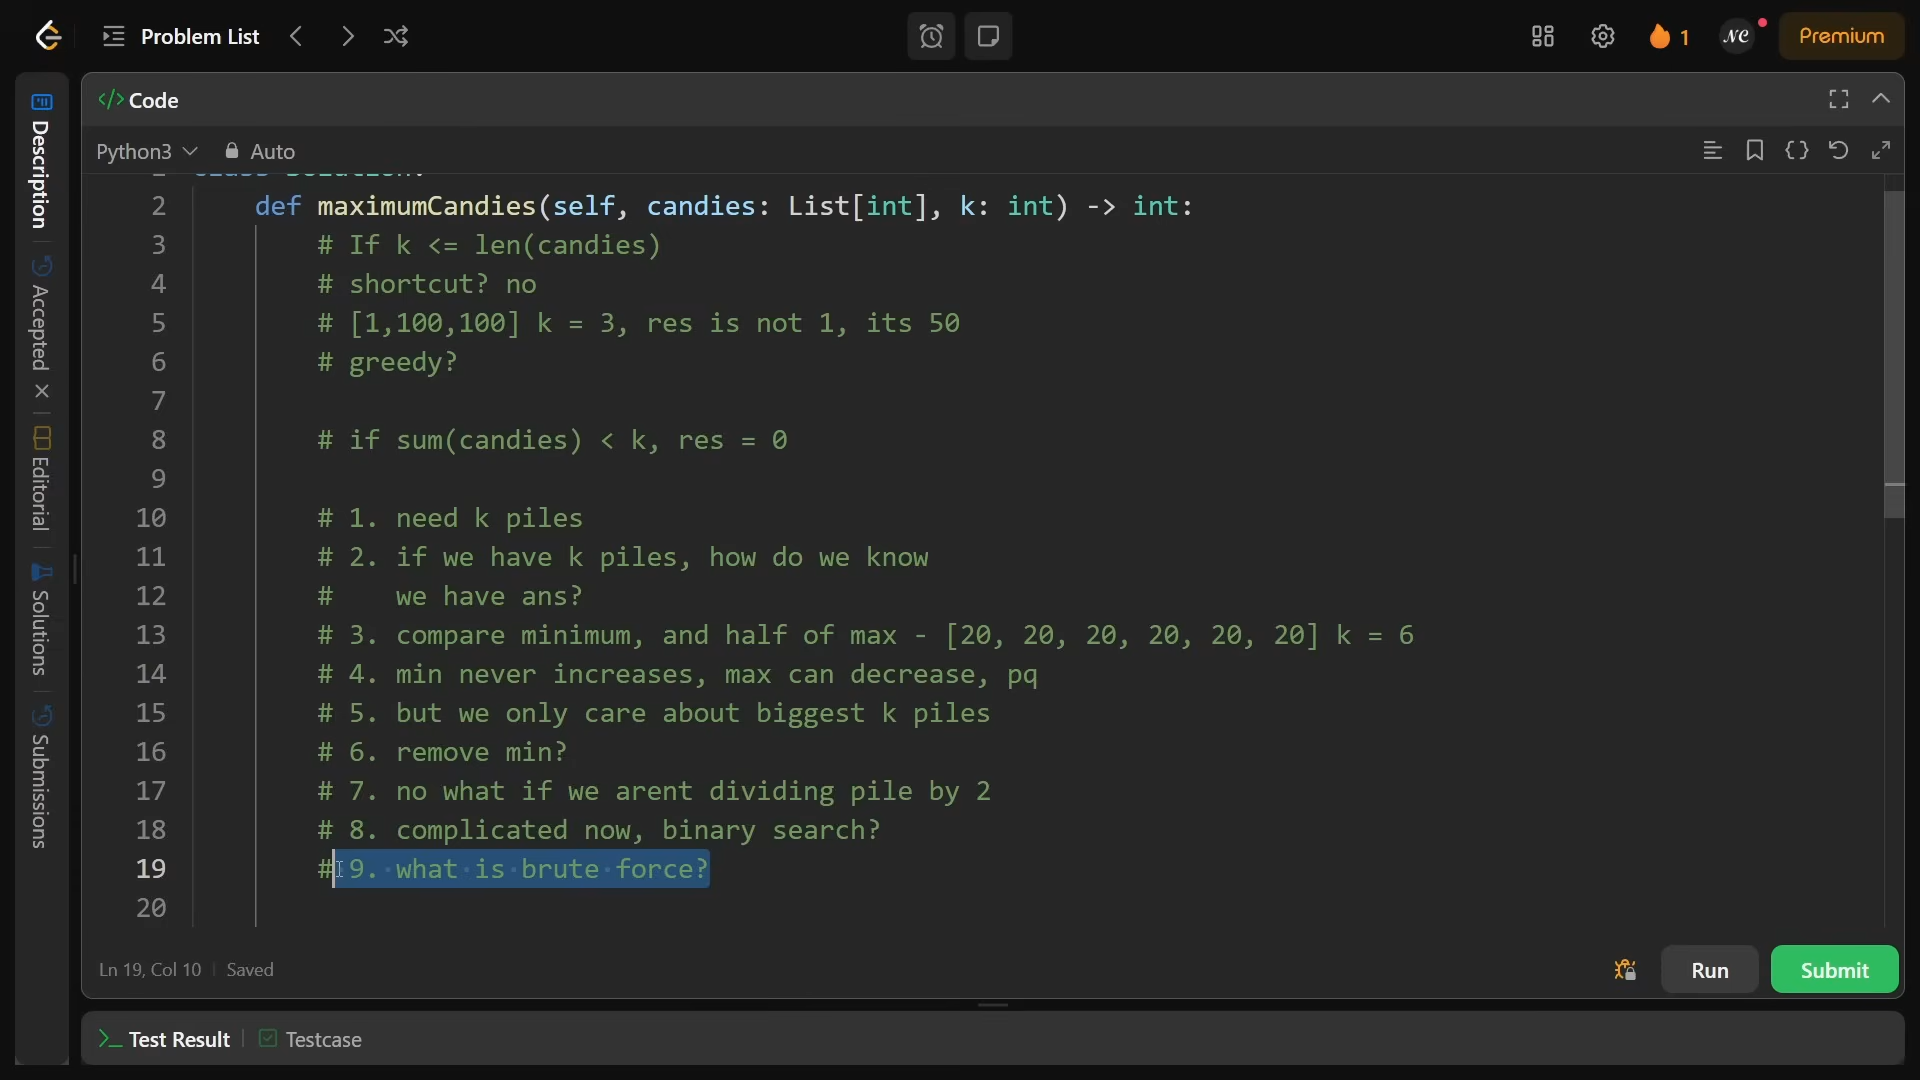 Problem List
1
NC
Premium
Description
Accepted
Editorial
Solutions
Submissions
</> Code
Python3
Auto
class Solution:
2 def maximumCandies(self, candies: List[int], k: int) -> int:
3 # If k <= len(candies)
4 # shortcut? no
5 # [1,100,100] k = 3, res is not 1, its 50
6 # greedy?
7
8 # if sum(candies) < k, res = 0
9
10 # 1. need k piles
11 # 2. if we have k piles, how do we know
12 #    we have ans?
13 # 3. compare minimum, and half of max - [20, 20, 20, 20, 20, 20] k = 6
14 # 4. min never increases, max can decrease, pq
15 # 5. but we only care about biggest k piles
16 # 6. remove min?
17 # 7. no what if we arent dividing pile by 2
18 # 8. complicated now, binary search?
19 # 9. what is brute force?
20
Ln 19, Col 10 Saved
Run
Submit
Test Result
Testcase